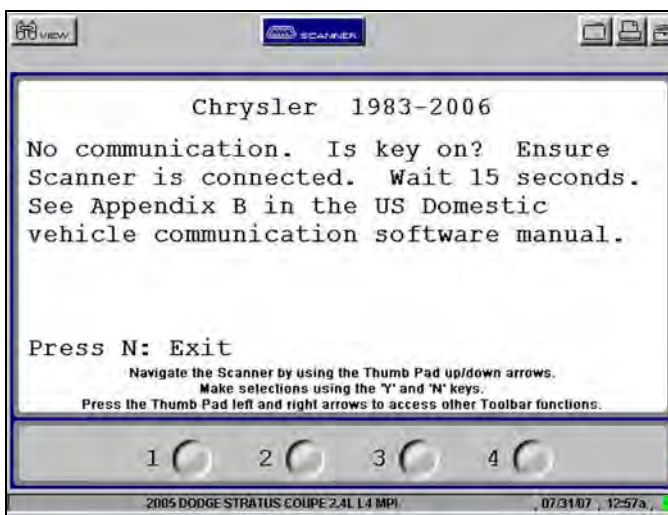 VIEW
SCANNER
Chrysler 1983-2006
No communication. Is key on? Ensure
Scanner is connected. Wait 15 seconds.
See Appendix B in the US Domestic
vehicle communication software manual.
Press N: Exit
Navigate the Scanner by using the Thumb Pad up/down arrows.
Make selections using the 'Y' and 'N' keys.
Press the Thumb Pad left and right arrows to access other Toolbar functions.
1 2 3 4
2005 DODGE STRATUS COUPE 2.4L L4 MPI , 07/31/07 , 12:57a ,